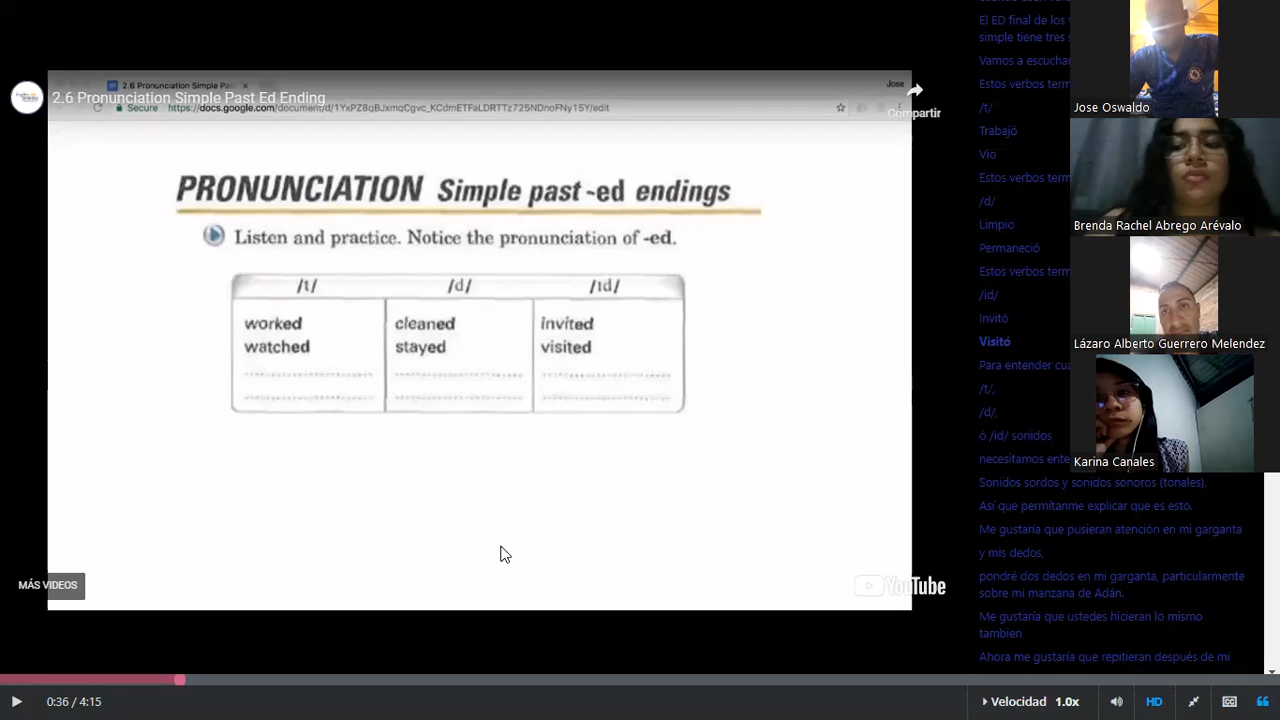 2.6 Pronunciation Simple Pas
Jose
2.6 Pronunciation Simple Past Ed Ending
Secure
Compartir
PRONUNCIATION Simple past -ed endings
Listen and practice. Notice the pronunciation of -ed.
/t/ /d/ /ɪd/
worked cleaned invited
watched stayed visited
MÁS VIDEOS
YouTube
0:36 / 4:15
Velocidad 1.0x
HD
El ED final de los
simple tiene tres
Vamos a escuchar
Estos verbos term
/t/
Trabajó
Vio
Estos verbos term
/d/
Limpio
Permaneció
Estos verbos term
/id/
Invitó
Visitó
Para entender cua
/t/,
/d/,
ó /id/ sonidos
necesitamos ente
Sonidos sordos y sonidos sonoros (tonales).
Así que permítanme explicar que es esto.
Me gustaría que pusieran atención en mi garganta
y mis dedos,
pondré dos dedos en mi garganta, particularmente
sobre mi manzana de Adán.
Me gustaría que ustedes hicieran lo mismo
tambien
Ahora me gustaría que repitieran después de mí
Jose Oswaldo
Brenda Rachel Abrego Arévalo
Lázaro Alberto Guerrero Melendez
Karina Canales